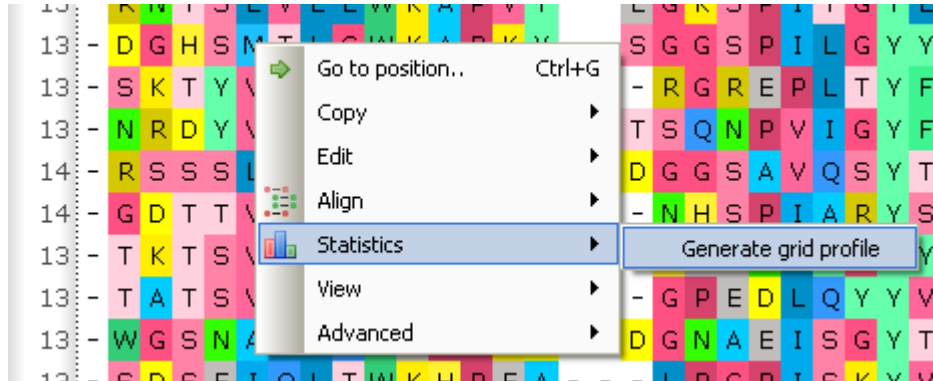 13 - D G H S M S G G S P I L G Y Y
13 - S K T Y - R G R E P L T Y F
13 - N R D Y T S Q N P V I G Y F
14 - R S S S L D G G S A V Q S Y T
14 - G D T T - N H S P I A R Y S
13 - T K T S
13 - T A T S - G P E D L Q Y Y V
13 - W G S N A D G N A E I S G Y T
Go to position.. Ctrl+G
Copy
Edit
Align
Statistics
Generate grid profile
View
Advanced